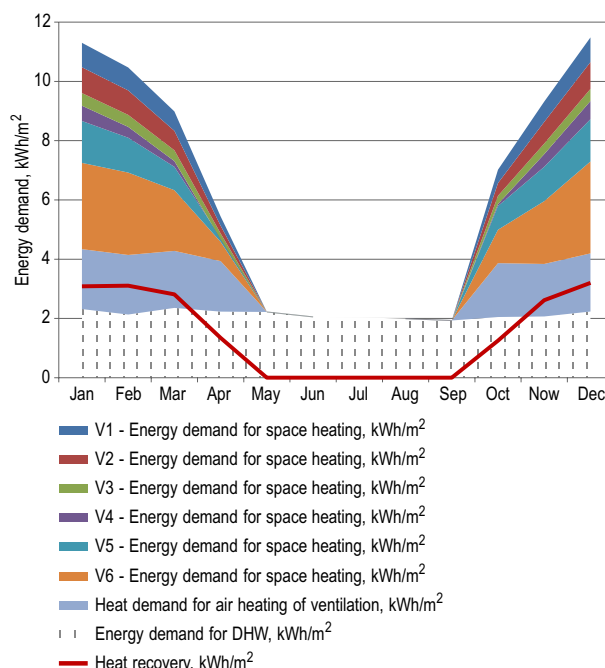 12
10
8
6
4
2
0
Energy demand, kWh/m²
Jan Feb Mar Apr May Jun Jul Aug Sep Oct Now Dec
V1 - Energy demand for space heating, kWh/m²
V2 - Energy demand for space heating, kWh/m²
V3 - Energy demand for space heating, kWh/m²
V4 - Energy demand for space heating, kWh/m²
V5 - Energy demand for space heating, kWh/m²
V6 - Energy demand for space heating, kWh/m²
Heat demand for air heating of ventilation, kWh/m²
Energy demand for DHW, kWh/m²
Heat recovery, kWh/m²